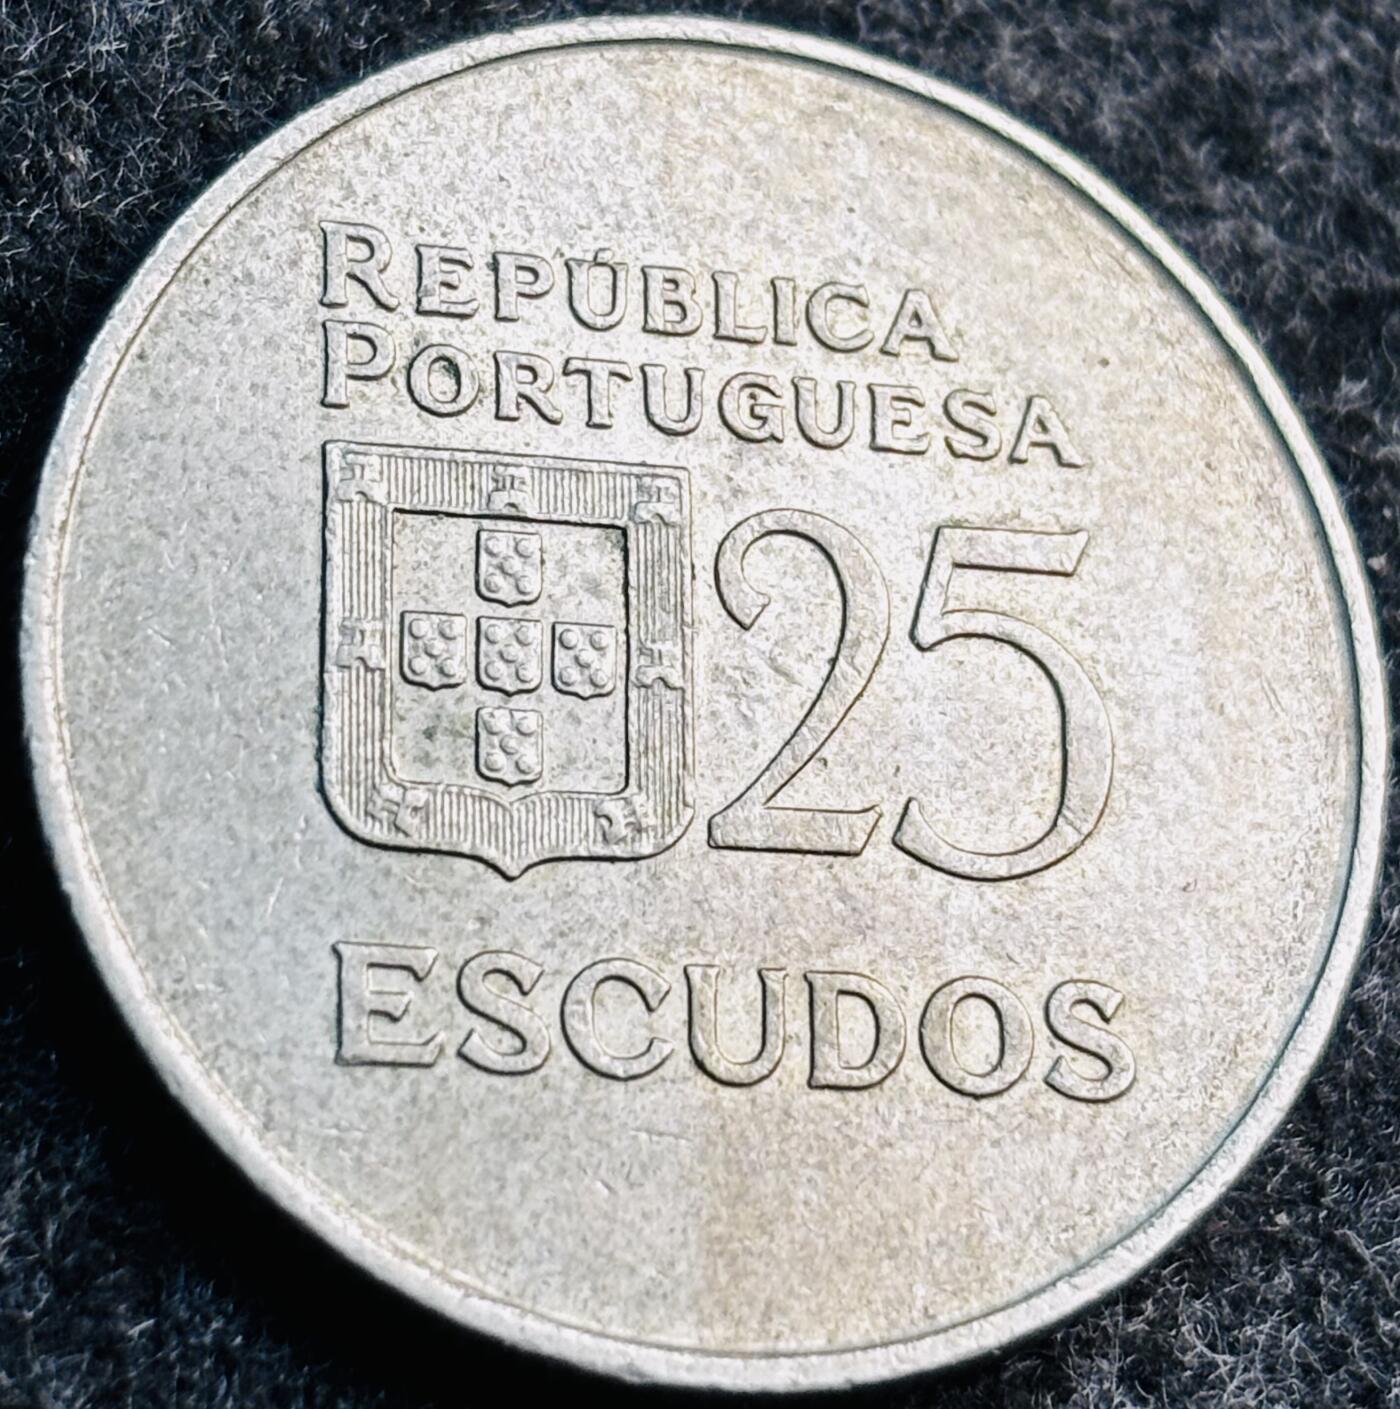 REPÚBLICA
PORTUGUESA
25
ESCUDOS